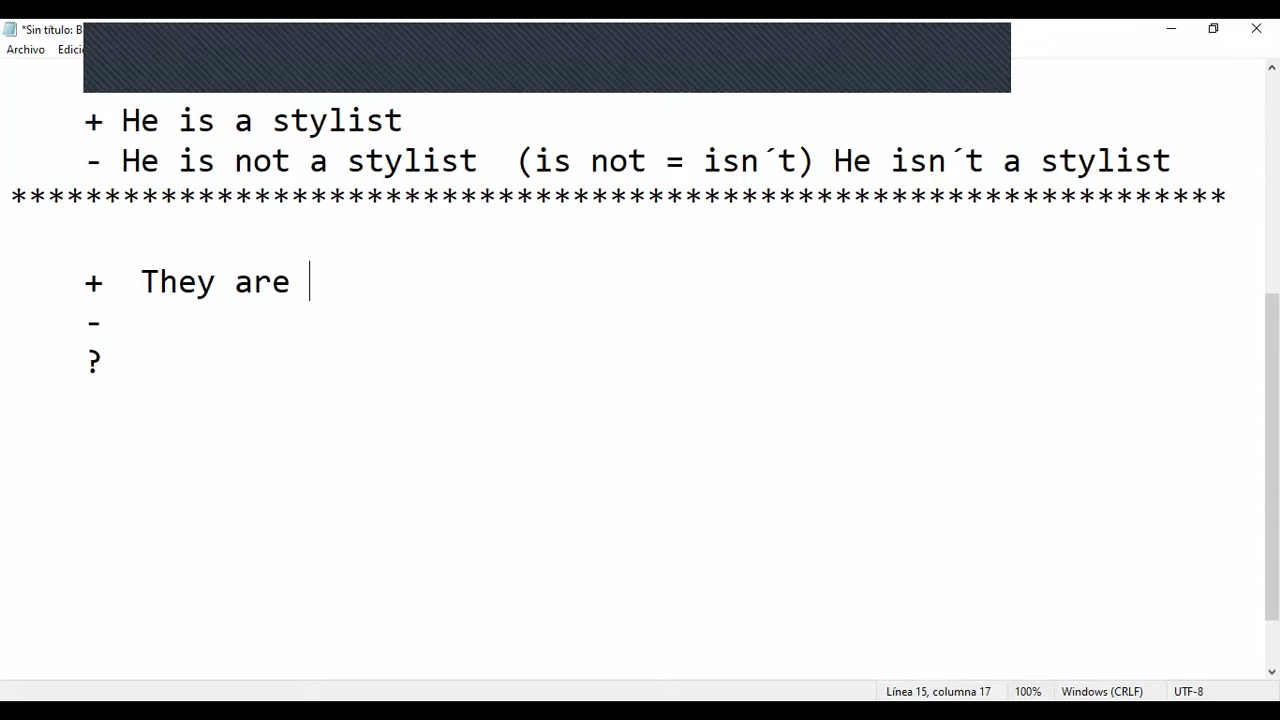 *Sin título: B
Archivo Edici
+ He is a stylist
- He is not a stylist (is not = isn´t) He isn´t a stylist
*****************************************************************
+ They are
-
?
Línea 15, columna 17 100% Windows (CRLF) UTF-8